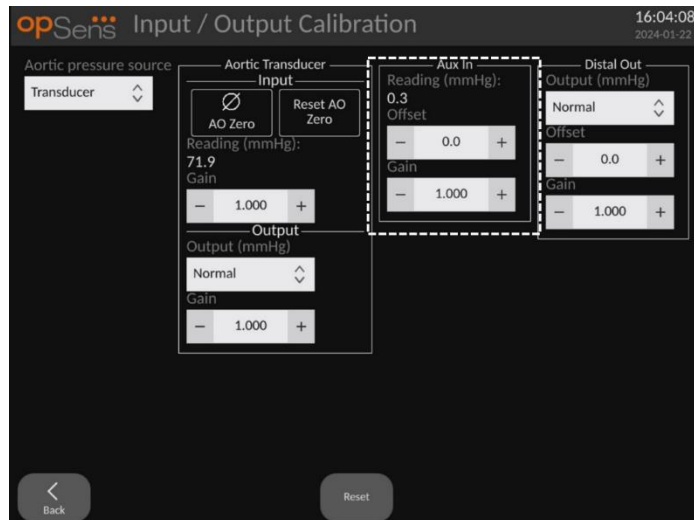 opSens Input / Output Calibration
16:04:08
2024-01-22
Aortic pressure source
Transducer
Aortic Transducer
Input
AO Zero
Reset AO
Zero
Reading (mmHg):
71.9
Gain
− 1.000 +
Output
Output (mmHg)
Normal
Gain
− 1.000 +
Aux In
Reading (mmHg):
0.3
Offset
− 0.0 +
Gain
− 1.000 +
Distal Out
Output (mmHg)
Normal
Offset
− 0.0 +
Gain
− 1.000 +
Back
Reset